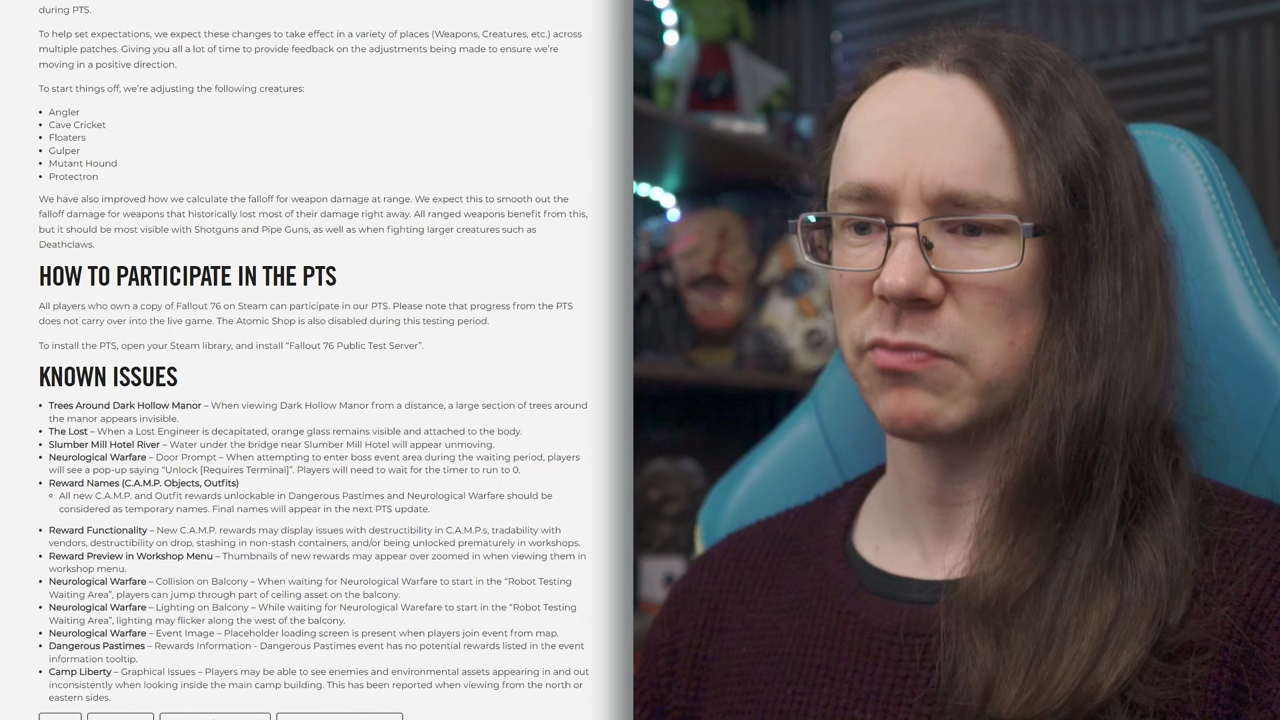 during PTS.
To help set expectations, we expect these changes to take effect in a variety of places (Weapons, Creatures, etc.) across
multiple patches. Giving you all a lot of time to provide feedback on the adjustments being made to ensure we're
moving in a positive direction.
To start things off, we're adjusting the following creatures:
• Angler
• Cave Cricket
• Floaters
• Gulper
• Mutant Hound
• Protectron
We have also improved how we calculate the falloff for weapon damage at range. We expect this to smooth out the
falloff damage for weapons that historically lost most of their damage right away. All ranged weapons benefit from this,
but it should be most visible with Shotguns and Pipe Guns, as well as when fighting larger creatures such as
Deathclaws.
HOW TO PARTICIPATE IN THE PTS
All players who own a copy of Fallout 76 on Steam can participate in our PTS. Please note that progress from the PTS
does not carry over into the live game. The Atomic Shop is also disabled during this testing period.
To install the PTS, open your Steam library, and install “Fallout 76 Public Test Server”.
KNOWN ISSUES
• Trees Around Dark Hollow Manor – When viewing Dark Hollow Manor from a distance, a large section of trees around
the manor appears invisible.
• The Lost – When a Lost Engineer is decapitated, orange glass remains visible and attached to the body.
• Slumber Mill Hotel River – Water under the bridge near Slumber Mill Hotel will appear unmoving.
• Neurological Warfare – Door Prompt – When attempting to enter boss event area during the waiting period, players
will see a pop-up saying “Unlock [Requires Terminal]”. Players will need to wait for the timer to run to 0.
• Reward Names (C.A.M.P. Objects, Outfits)
◦ All new C.A.M.P. and Outfit rewards unlockable in Dangerous Pastimes and Neurological Warfare should be
considered as temporary names. Final names will appear in the next PTS update.
• Reward Functionality – New C.A.M.P. rewards may display issues with destructibility in C.A.M.P.s, tradability with
vendors, destructibility on drop, stashing in non-stash containers, and/or being unlocked prematurely in workshops.
• Reward Preview in Workshop Menu – Thumbnails of new rewards may appear over zoomed in when viewing them in
workshop menu.
• Neurological Warfare – Collision on Balcony – When waiting for Neurological Warfare to start in the “Robot Testing
Waiting Area”, players can jump through part of ceiling asset on the balcony.
• Neurological Warfare – Lighting on Balcony – While waiting for Neurological Warefare to start in the “Robot Testing
Waiting Area”, lighting may flicker along the west of the balcony.
• Neurological Warfare – Event Image – Placeholder loading screen is present when players join event from map.
• Dangerous Pastimes – Rewards Information - Dangerous Pastimes event has no potential rewards listed in the event
information tooltip.
• Camp Liberty – Graphical Issues – Players may be able to see enemies and environmental assets appearing in and out
inconsistently when looking inside the main camp building. This has been reported when viewing from the north or
eastern sides.